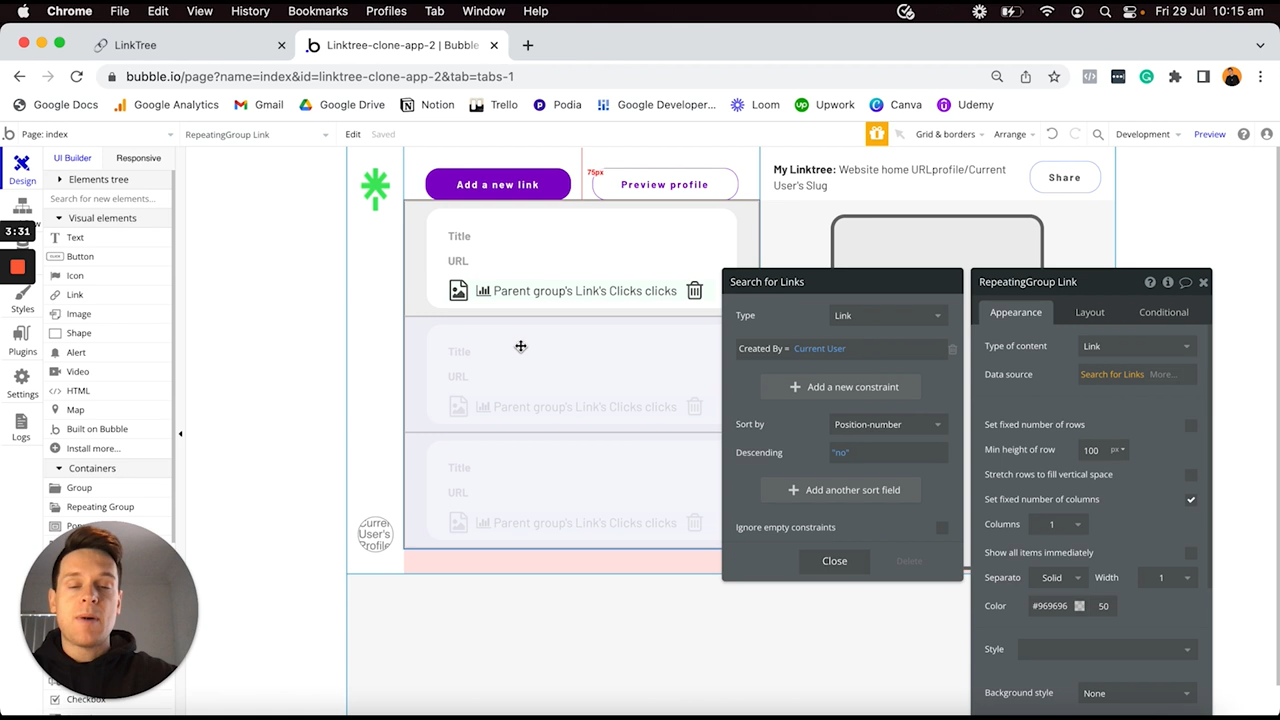 Chrome File Edit View History Bookmarks Profiles Tab Window Help Fri 29 Jul 10:15 am
LinkTree Linktree-clone-app-2 | Bubble
bubble.io/page?name=index&id=linktree-clone-app-2&tab=tabs-1
Google Docs Google Analytics Gmail Google Drive Notion Trello Podia Google Developer... Loom Upwork Canva Udemy
Page: index RepeatingGroup Link Edit Saved Grid & borders Arrange Development Preview
Design
3:31
Styles
Plugins
Settings
Logs
UI Builder Responsive
Elements tree
Search for new elements...
Visual elements
Text
Button
Icon
Link
Image
Shape
Alert
Video
HTML
Map
Built on Bubble
Install more...
Containers
Group
Repeating Group
Checkbox
Add a new link
75px
Preview profile
Title
URL
Parent group's Link's Clicks clicks
Title
URL
Parent group's Link's Clicks clicks
Title
URL
Parent group's Link's Clicks clicks
User's
My Linktree: Website home URLprofile/Current
User's Slug
Share
Search for Links
Type Link
Created By = Current User
Add a new constraint
Sort by Position-number
Descending "no"
Add another sort field
Ignore empty constraints
Close Delete
RepeatingGroup Link
Appearance Layout Conditional
Type of content Link
Data source Search for Links More...
Set fixed number of rows
Min height of row 100 px
Stretch rows to fill vertical space
Set fixed number of columns
Columns 1
Show all items immediately
Separato Solid Width 1
Color #969696 50
Style
Background style None